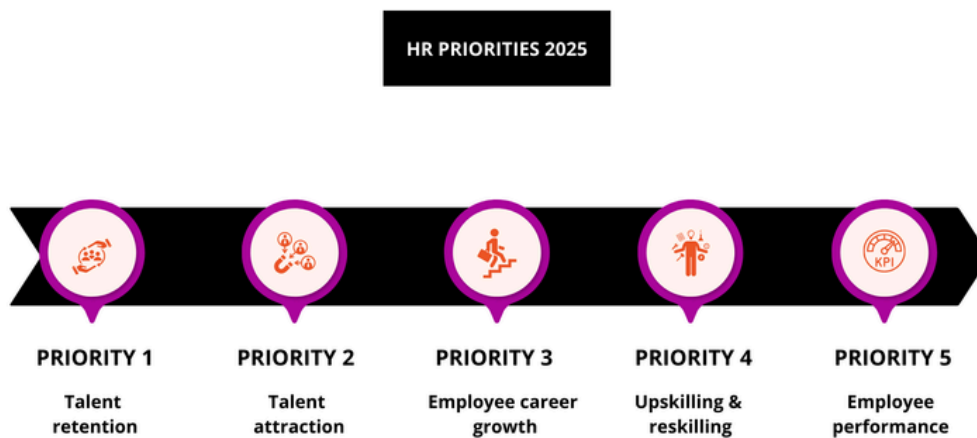 HR PRIORITIES 2025
KPI
PRIORITY 1
Talent
retention
PRIORITY 2
Talent
attraction
PRIORITY 3
Employee career
growth
PRIORITY 4
Upskilling &
reskilling
PRIORITY 5
Employee
performance